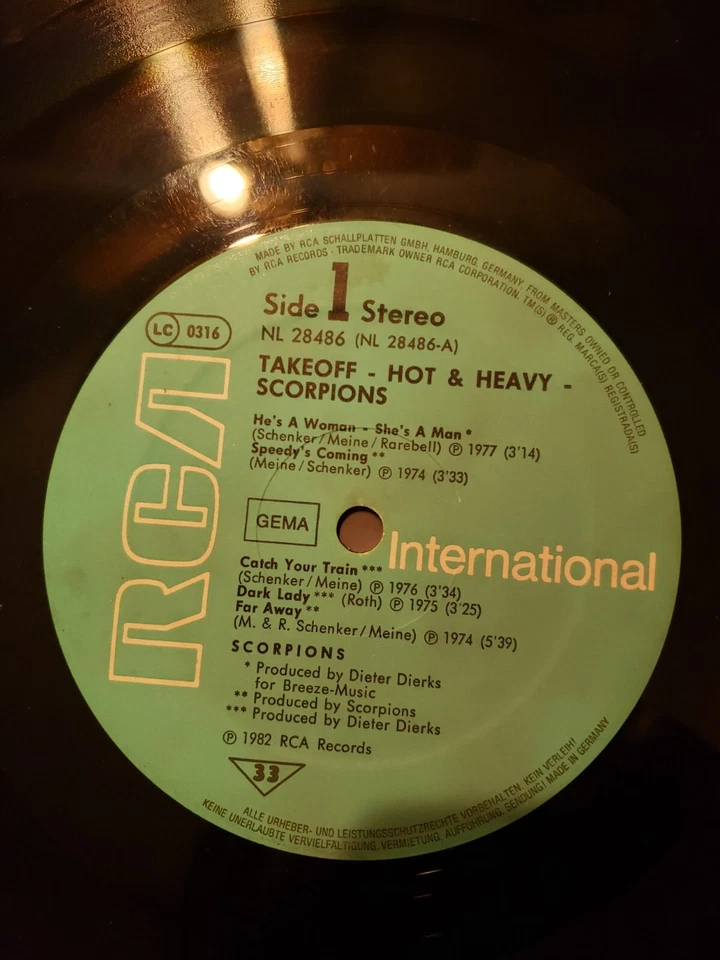 MADE BY RCA SCHALLPLATTEN GMBH, HAMBURG, GERMANY FROM MASTERS OWNED OR CONTROLLED
BY RCA RECORDS · TRADEMARK OWNER RCA CORPORATION. TM(S) ® REG. MARCA(S) REGISTRADA(S)
Side 1 Stereo
NL 28486 (NL 28486-A)
LC 0316
TAKEOFF - HOT & HEAVY -
SCORPIONS
He's A Woman - She's A Man *
(Schenker/Meine/Rarebell) ℗ 1977 (3'14)
Speedy's Coming **
(Meine/Schenker) ℗ 1974 (3'33)
RCA
GEMA
International
Catch Your Train ***
(Schenker/Meine) ℗ 1976 (3'34)
Dark Lady *** (Roth) ℗ 1975 (3'25)
Far Away **
(M. & R. Schenker/Meine) ℗ 1974 (5'39)
SCORPIONS
* Produced by Dieter Dierks
for Breeze-Music
** Produced by Scorpions
*** Produced by Dieter Dierks
℗ 1982 RCA Records
33
ALLE URHEBER- UND LEISTUNGSSCHUTZRECHTE VORBEHALTEN. KEIN VERLEIH!
KEINE UNERLAUBTE VERVIELFÄLTIGUNG, VERMIETUNG, AUFFÜHRUNG, SENDUNG! MADE IN GERMANY